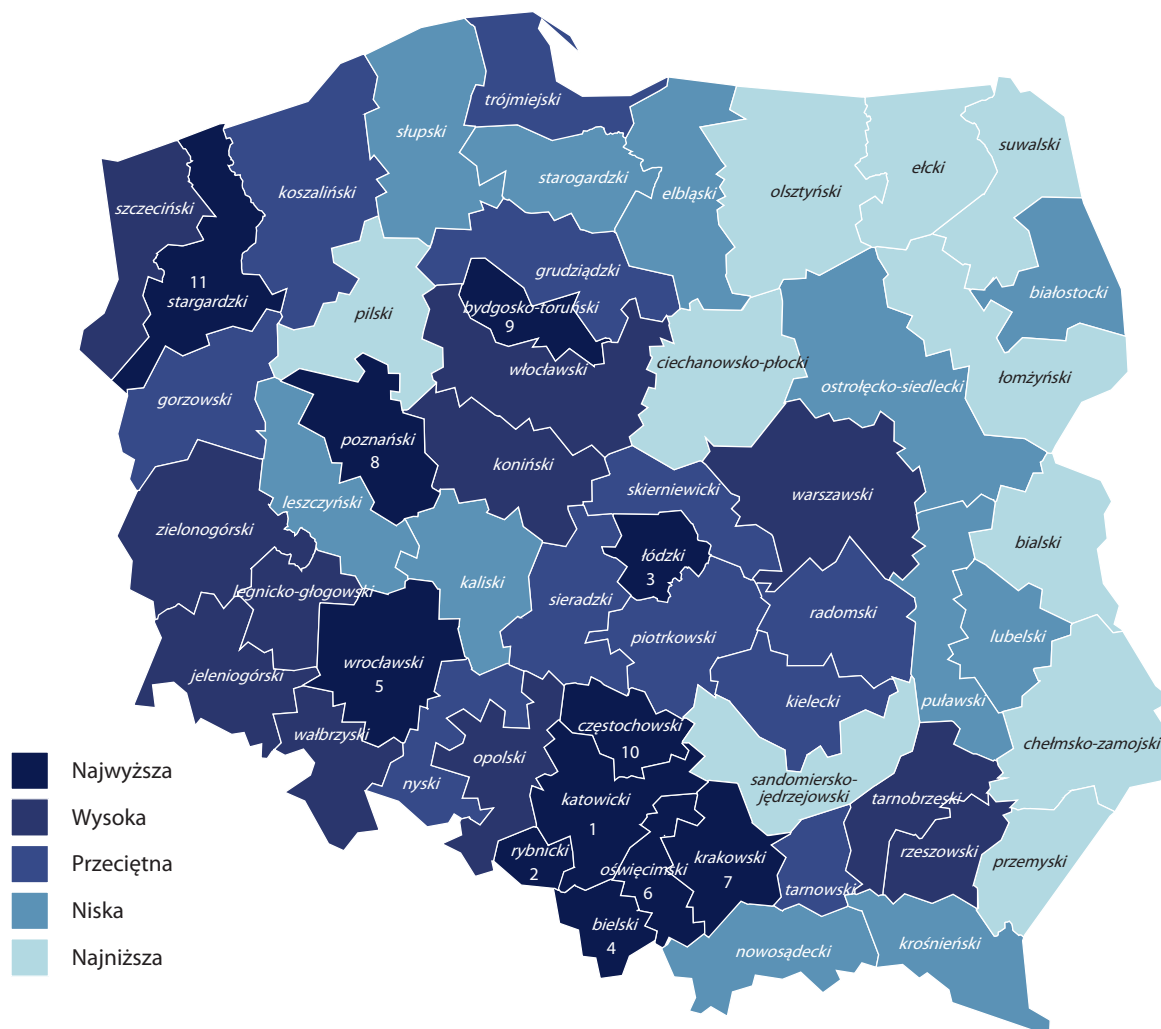 trójmiejski
słupski
suwalski
ełcki
starogardzki
olsztyński
elbląski
koszaliński
szczeciński
grudziądzki
11
stargardzki
białostocki
bydgosko-toruński
9
pilski
ciechanowsko-płocki
włocławski
łomżyński
ostrołęcko-siedlecki
gorzowski
poznański
8
koniński
skierniewicki
warszawski
leszczyński
zielonogórski
łódzki
3
bialski
kaliski
legnicko-głogowski
sieradzki
radomski
piotrkowski
lubelski
wrocławski
5
jeleniogórski
kielecki
puławski
częstochowski
10
wałbrzyski
chełmsko-zamojski
opolski
sandomiersko-
jędrzejowski
nyski
katowicki
1
tarnobrzeski
rybnicki
2
oświęcimski
6
krakowski
7
rzeszowski
przemyski
tarnowski
bielski
4
nowosądecki
krośnieński
Najwyższa
Wysoka
Przeciętna
Niska
Najniższa